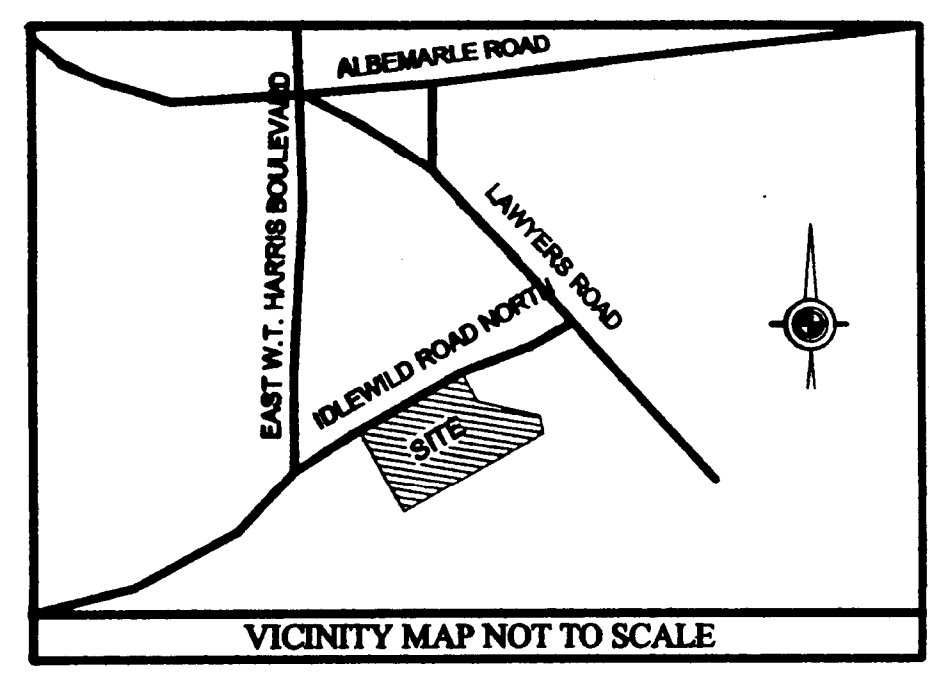 ALBEMARLE ROAD
EAST W.T. HARRIS BOULEVARD
LAWYERS ROAD
IDLEWILD ROAD NORTH
SITE
VICINITY MAP NOT TO SCALE